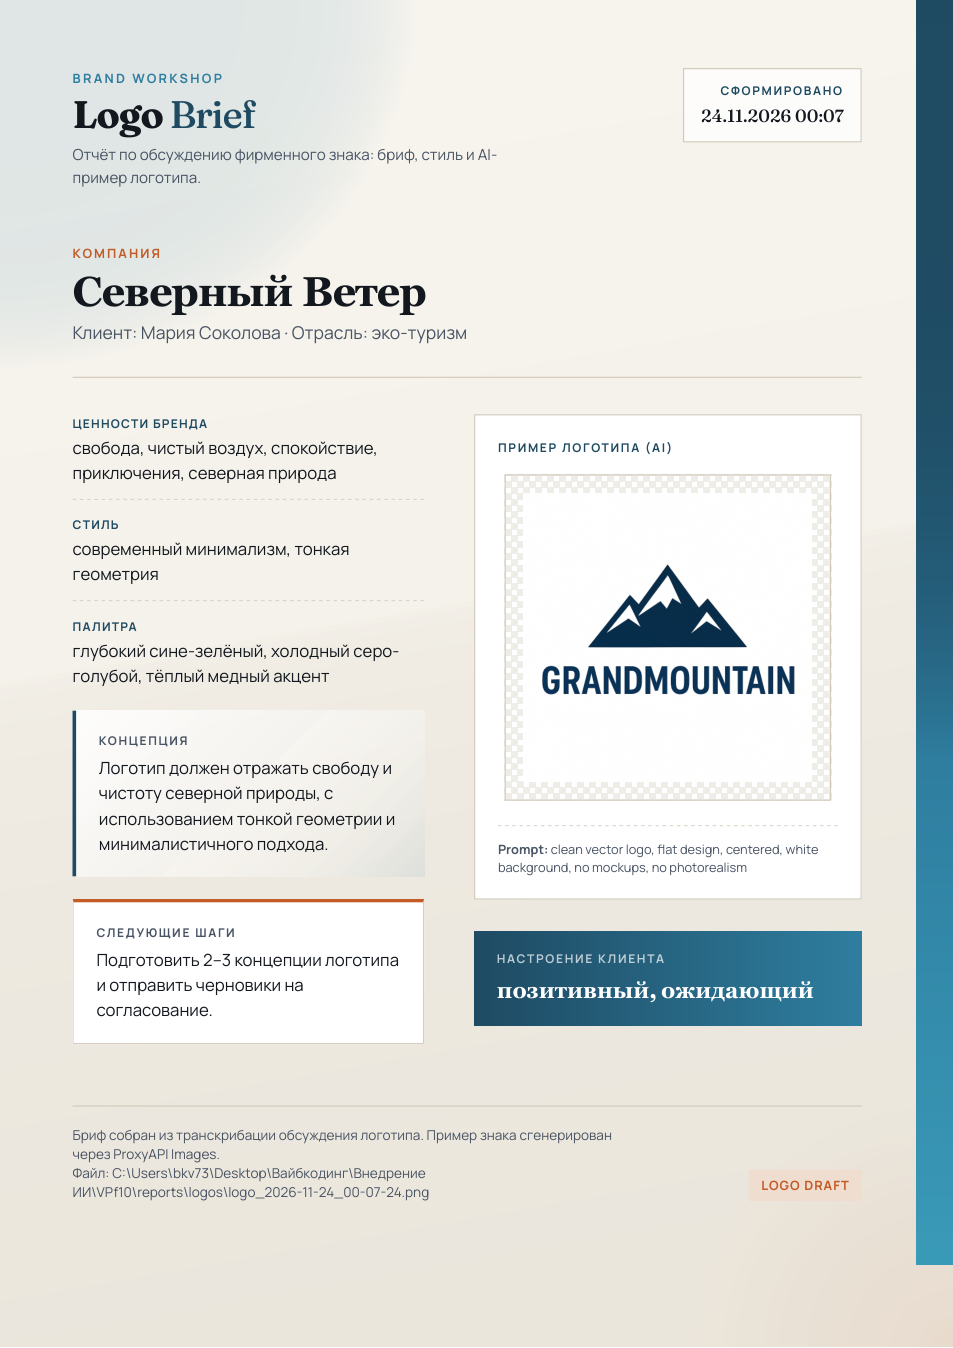 BRAND WORKSHOP
Logo Brief
Отчёт по обсуждению фирменного знака: бриф, стиль и AI-
пример логотипа.
СФОРМИРОВАНО
24.11.2026 00:07
КОМПАНИЯ
Северный Ветер
Клиент: Мария Соколова · Отрасль: эко-туризм
ЦЕННОСТИ БРЕНДА
свобода, чистый воздух, спокойствие,
приключения, северная природа
СТИЛЬ
современный минимализм, тонкая
геометрия
ПАЛИТРА
глубокий сине-зелёный, холодный серо-
голубой, тёплый медный акцент
КОНЦЕПЦИЯ
Логотип должен отражать свободу и
чистоту северной природы, с
использованием тонкой геометрии и
минималистичного подхода.
СЛЕДУЮЩИЕ ШАГИ
Подготовить 2–3 концепции логотипа
и отправить черновики на
согласование.
ПРИМЕР ЛОГОТИПА (AI)
GRANDMOUNTAIN
Prompt: clean vector logo, flat design, centered, white
background, no mockups, no photorealism
НАСТРОЕНИЕ КЛИЕНТА
позитивный, ожидающий
Бриф собран из транскрибации обсуждения логотипа. Пример знака сгенерирован
через ProxyAPI Images.
Файл: C:\Users\bkv73\Desktop\Вайбкодинг\Внедрение
ИИ\VPf10\reports\logos\logo_2026-11-24_00-07-24.png
LOGO DRAFT